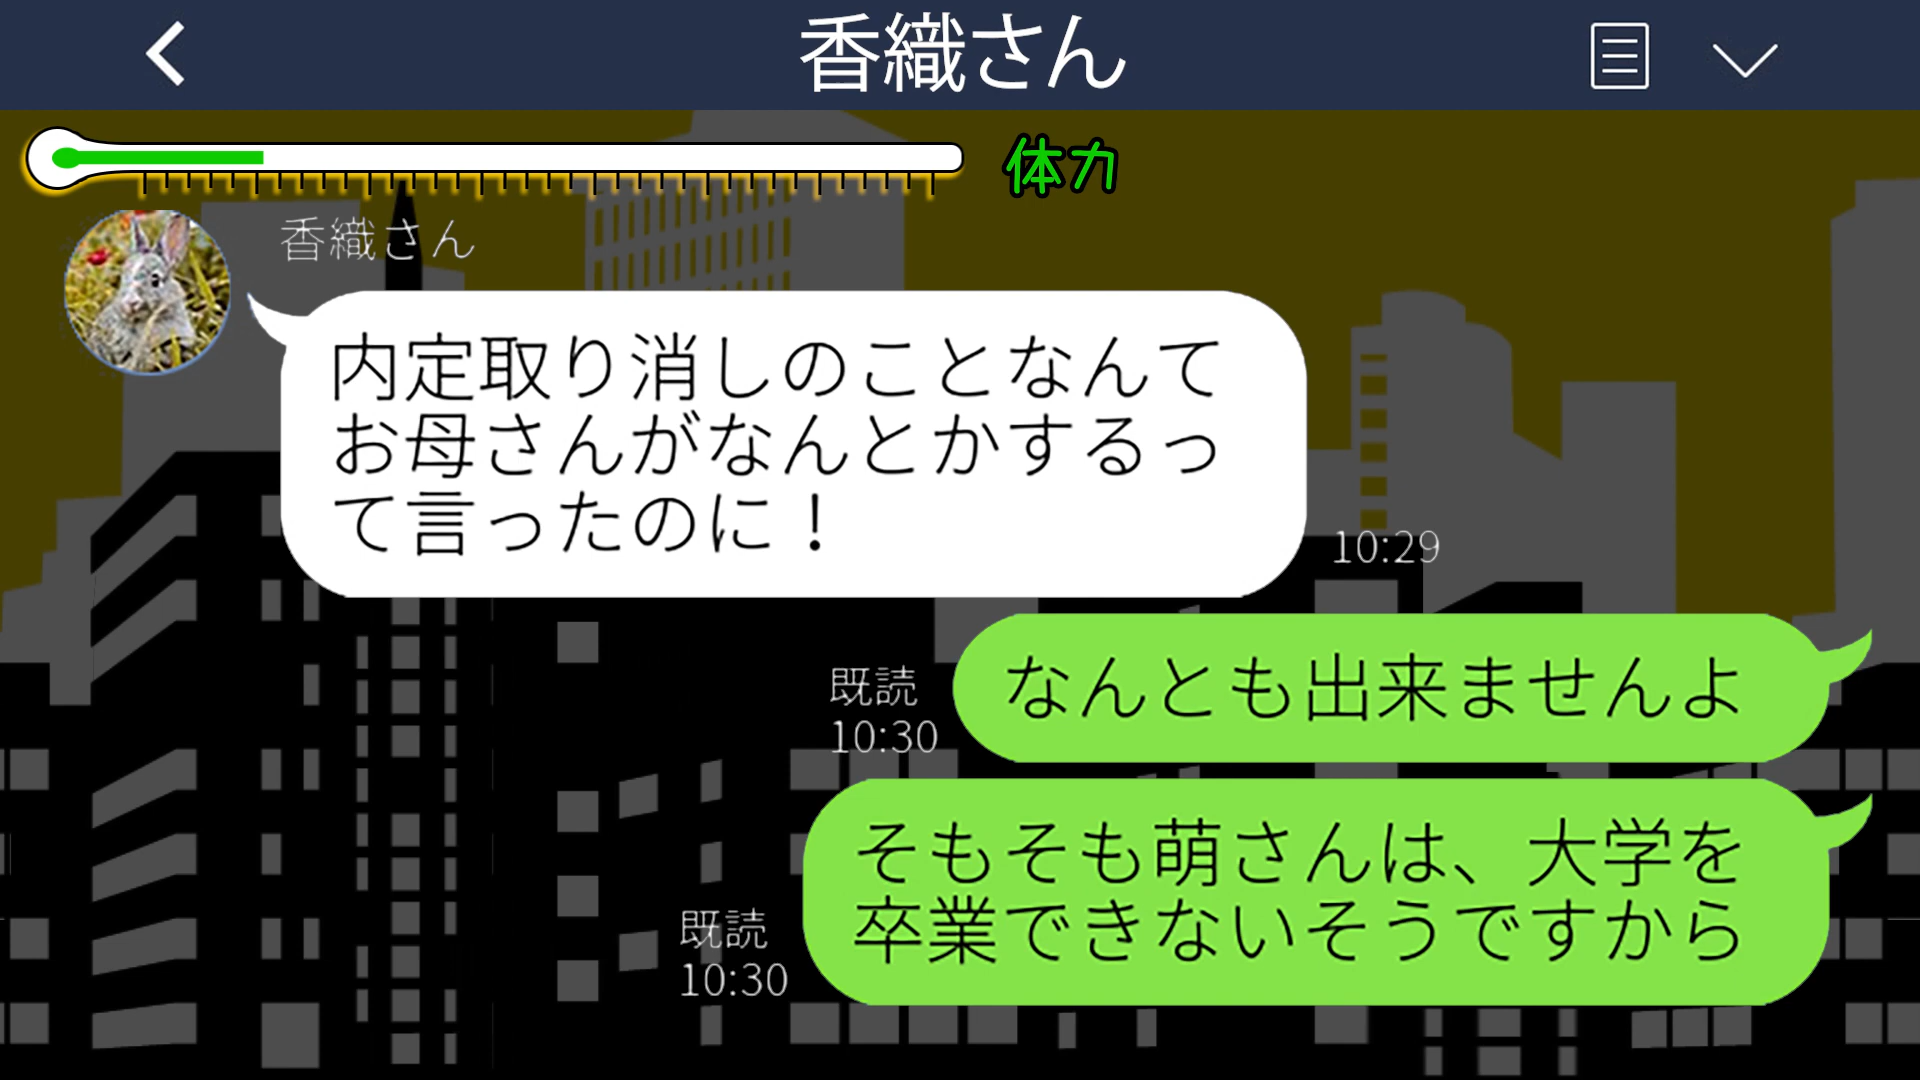 香織さん
体力
香織さん
内定取り消しのことなんて
お母さんがなんとかするっ
て言ったのに！
10:29
なんとも出来ませんよ
既読
10:30
そもそも萌さんは、大学を
卒業できないそうですから
既読
10:30